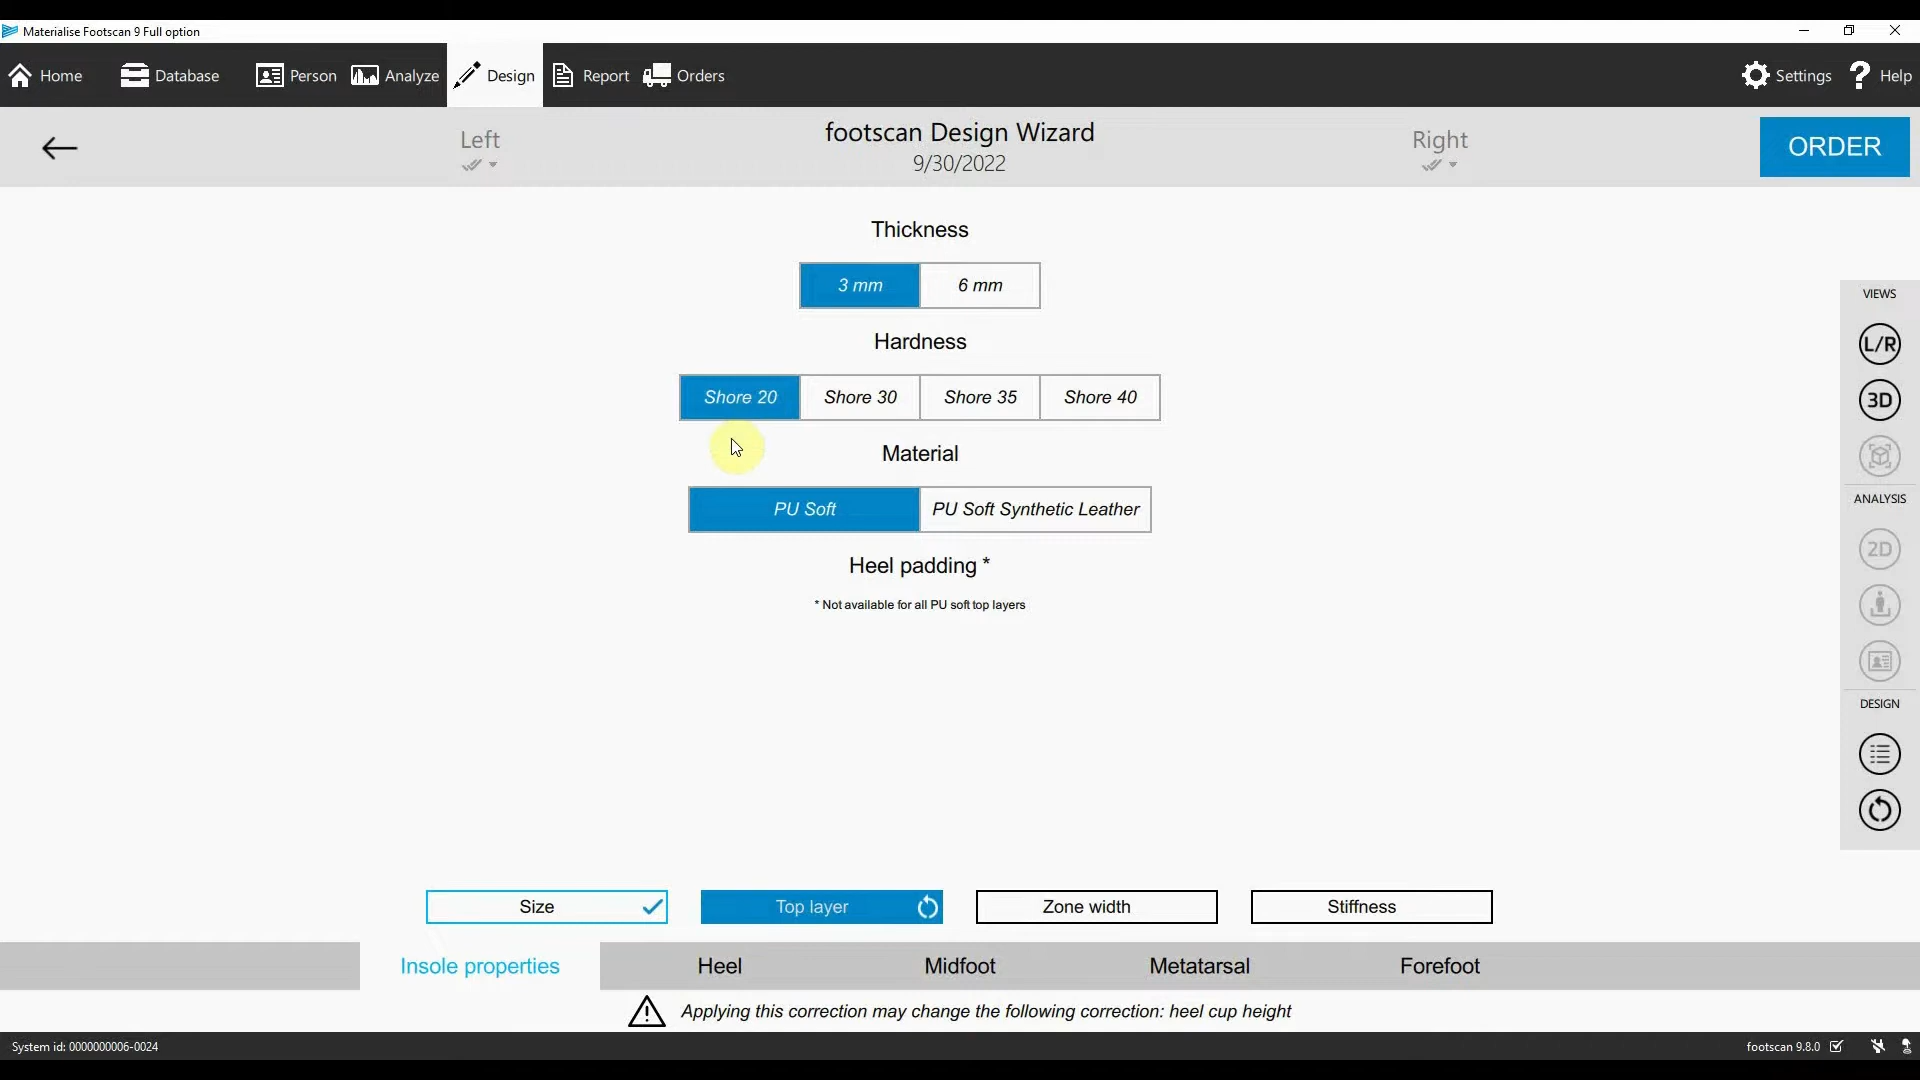 Materialise Footscan 9 Full option
Home
Database
Person
Analyze
Design
Report
Orders
Settings
Help
Left
footscan Design Wizard
9/30/2022
Right
ORDER
Thickness
3 mm
6 mm
Hardness
Shore 20
Shore 30
Shore 35
Shore 40
Material
PU Soft
PU Soft Synthetic Leather
Heel padding *
* Not available for all PU soft top layers
VIEWS
L/R
3D
ANALYSIS
2D
DESIGN
Size
Top layer
Zone width
Stiffness
Insole properties
Heel
Midfoot
Metatarsal
Forefoot
Applying this correction may change the following correction: heel cup height
System id: 0000000006-0024
footscan 9.8.0